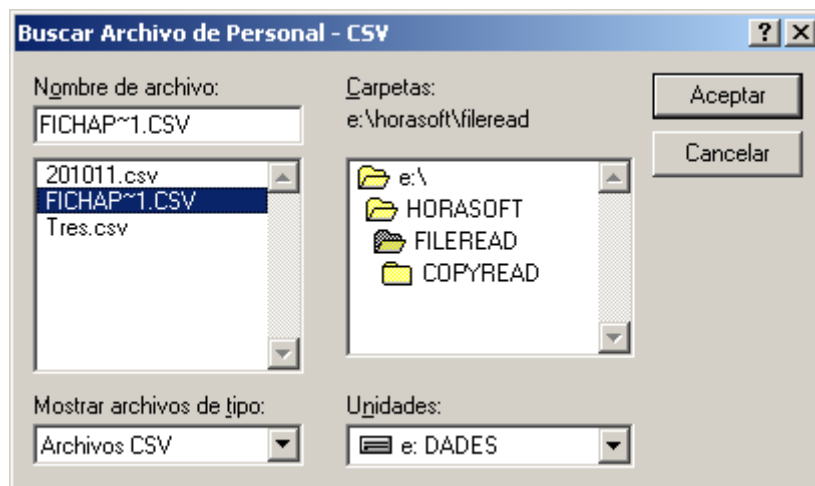 Buscar Archivo de Personal - CSV
Nombre de archivo:
FICHAP~1.CSV
201011.csv
FICHAP~1.CSV
Tres.csv
Mostrar archivos de tipo:
Archivos CSV
Carpetas:
e:\horasoft\fileread
e:\
HORASOFT
FILEREAD
COPYREAD
Unidades:
e: DADES
Aceptar
Cancelar